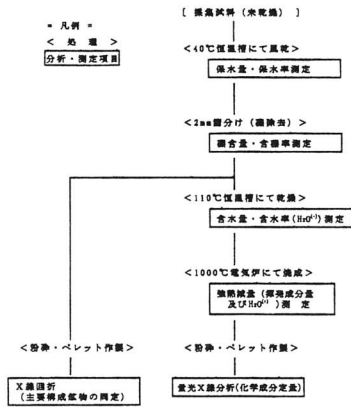 [ 採集試料（未乾燥）]
= 凡例 =
< 処 理 >
分析・測定項目
<40℃恒温槽にて風乾>
保水量・保水率測定
<2mm篩分け（礫除去）>
礫含量・含礫率測定
<110℃恒温槽にて乾燥>
含水量・含水率(H₂O⁽⁻⁾)測定
<1000℃電気炉にて焼成>
強熱減量（揮発成分量
及びH₂O⁽⁺⁾）測 定
<粉砕・ペレット作製>
<粉砕・ペレット作製>
X線回折
(主要構成鉱物の同定)
蛍光X線分析(化学成分定量)